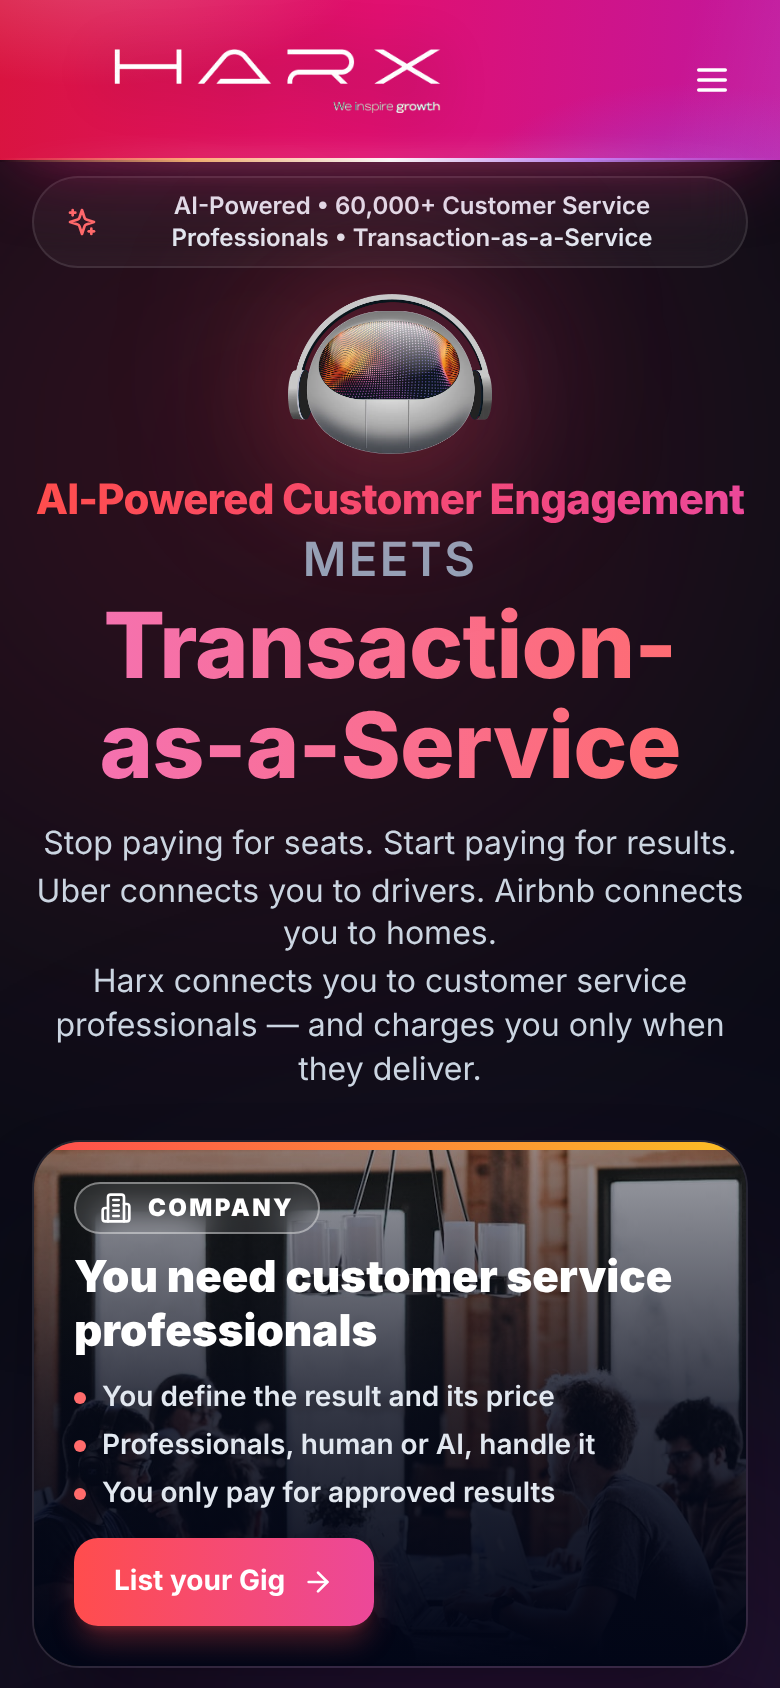 HARX
We inspire growth
AI-Powered • 60,000+ Customer Service
Professionals • Transaction-as-a-Service
AI-Powered Customer Engagement
MEETS
Transaction-
as-a-Service
Stop paying for seats. Start paying for results.
Uber connects you to drivers. Airbnb connects
you to homes.
Harx connects you to customer service
professionals — and charges you only when
they deliver.
COMPANY
You need customer service
professionals
• You define the result and its price
• Professionals, human or AI, handle it
• You only pay for approved results
List your Gig →